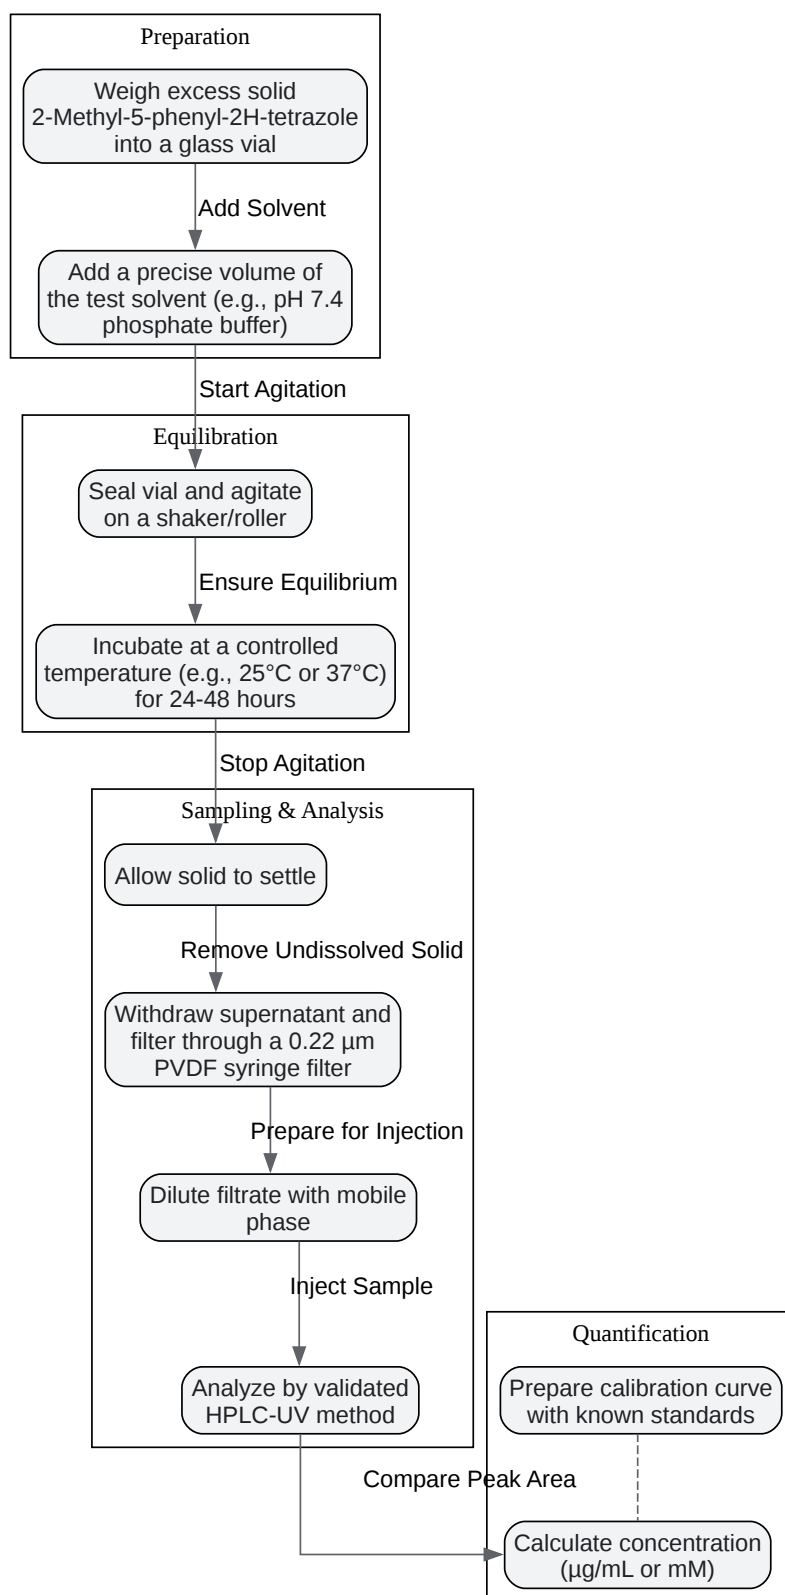 Preparation
Weigh excess solid
2-Methyl-5-phenyl-2H-tetrazole
into a glass vial
Add Solvent
Add a precise volume of
the test solvent (e.g., pH 7.4
phosphate buffer)
Start Agitation
Equilibration
Seal vial and agitate
on a shaker/roller
Ensure Equilibrium
Incubate at a controlled
temperature (e.g., 25°C or 37°C)
for 24-48 hours
Stop Agitation
Sampling & Analysis
Allow solid to settle
Remove Undissolved Solid
Withdraw supernatant and
filter through a 0.22 µm
PVDF syringe filter
Prepare for Injection
Dilute filtrate with mobile
phase
Inject Sample
Analyze by validated
HPLC-UV method
Quantification
Prepare calibration curve
with known standards
Compare Peak Area
Calculate concentration
(µg/mL or mM)